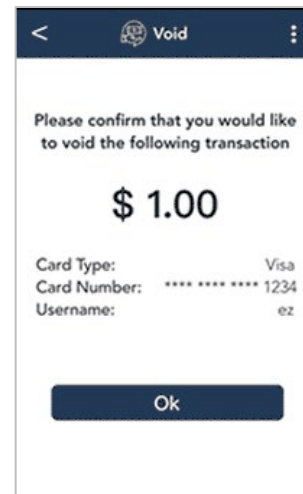 < Void
Please confirm that you would like
to void the following transaction
$ 1.00
Card Type: Visa
Card Number: **** **** **** 1234
Username: ez
Ok